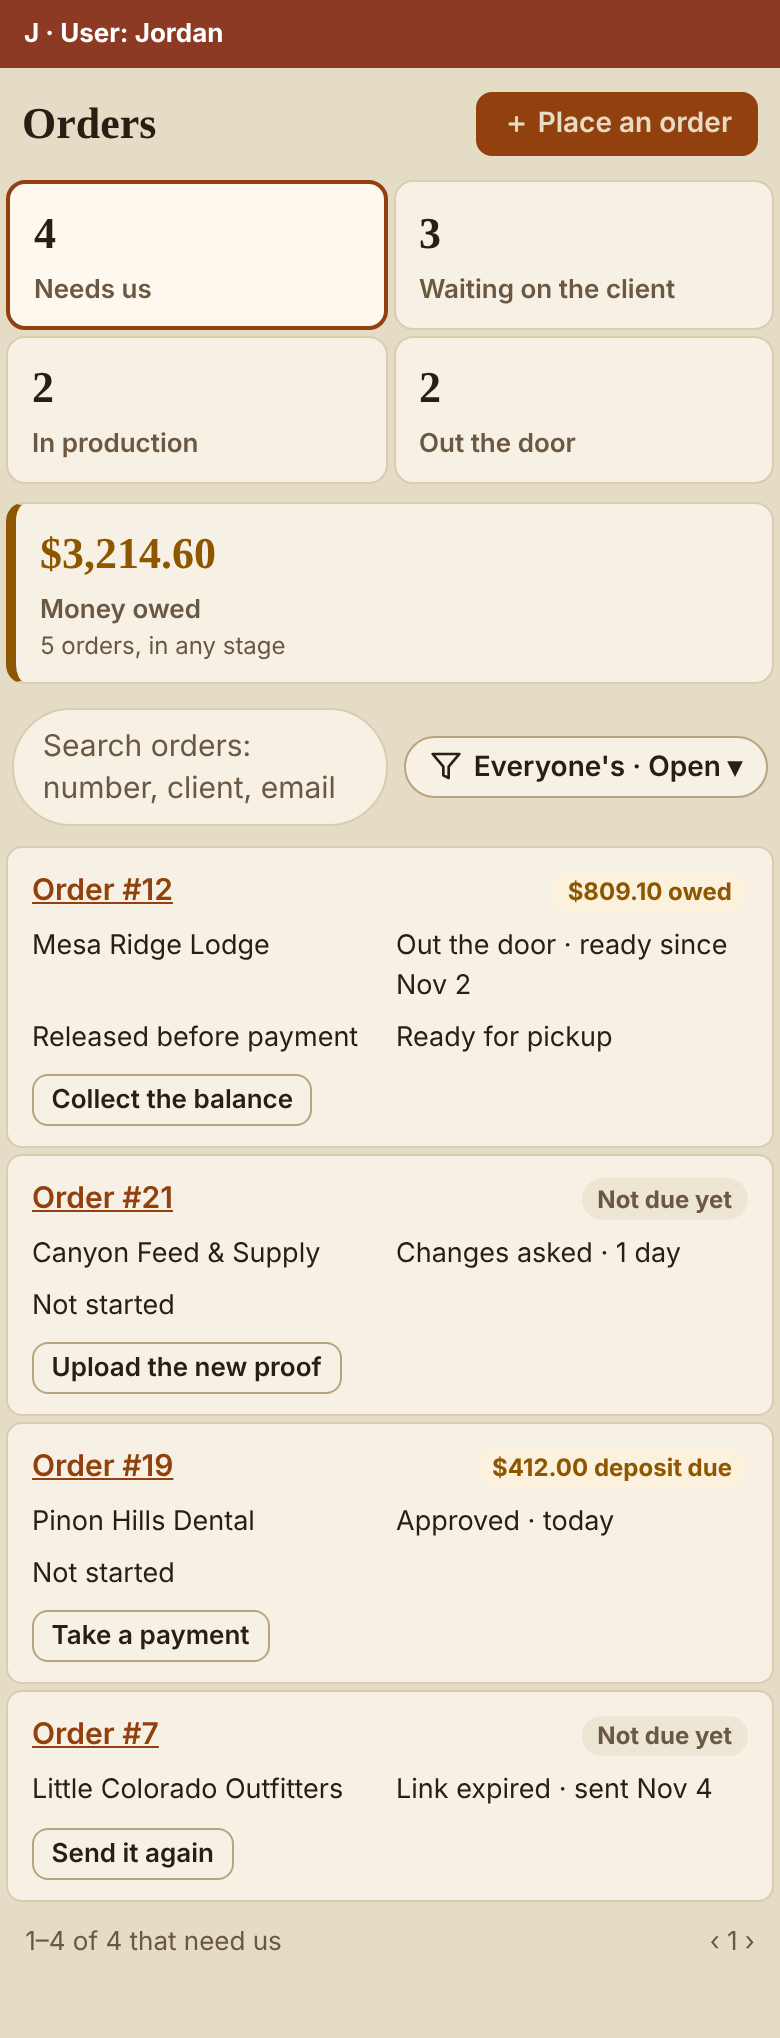 J · User: Jordan
Orders
+ Place an order
4
Needs us
3
Waiting on the client
2
In production
2
Out the door
$3,214.60
Money owed
5 orders, in any stage
Search orders:
number, client, email
Everyone's · Open ▾
Order #12
$809.10 owed
Mesa Ridge Lodge
Out the door · ready since
Nov 2
Released before payment
Ready for pickup
Collect the balance
Order #21
Not due yet
Canyon Feed & Supply
Changes asked · 1 day
Not started
Upload the new proof
Order #19
$412.00 deposit due
Pinon Hills Dental
Approved · today
Not started
Take a payment
Order #7
Not due yet
Little Colorado Outfitters
Link expired · sent Nov 4
Send it again
1–4 of 4 that need us
‹ 1 ›